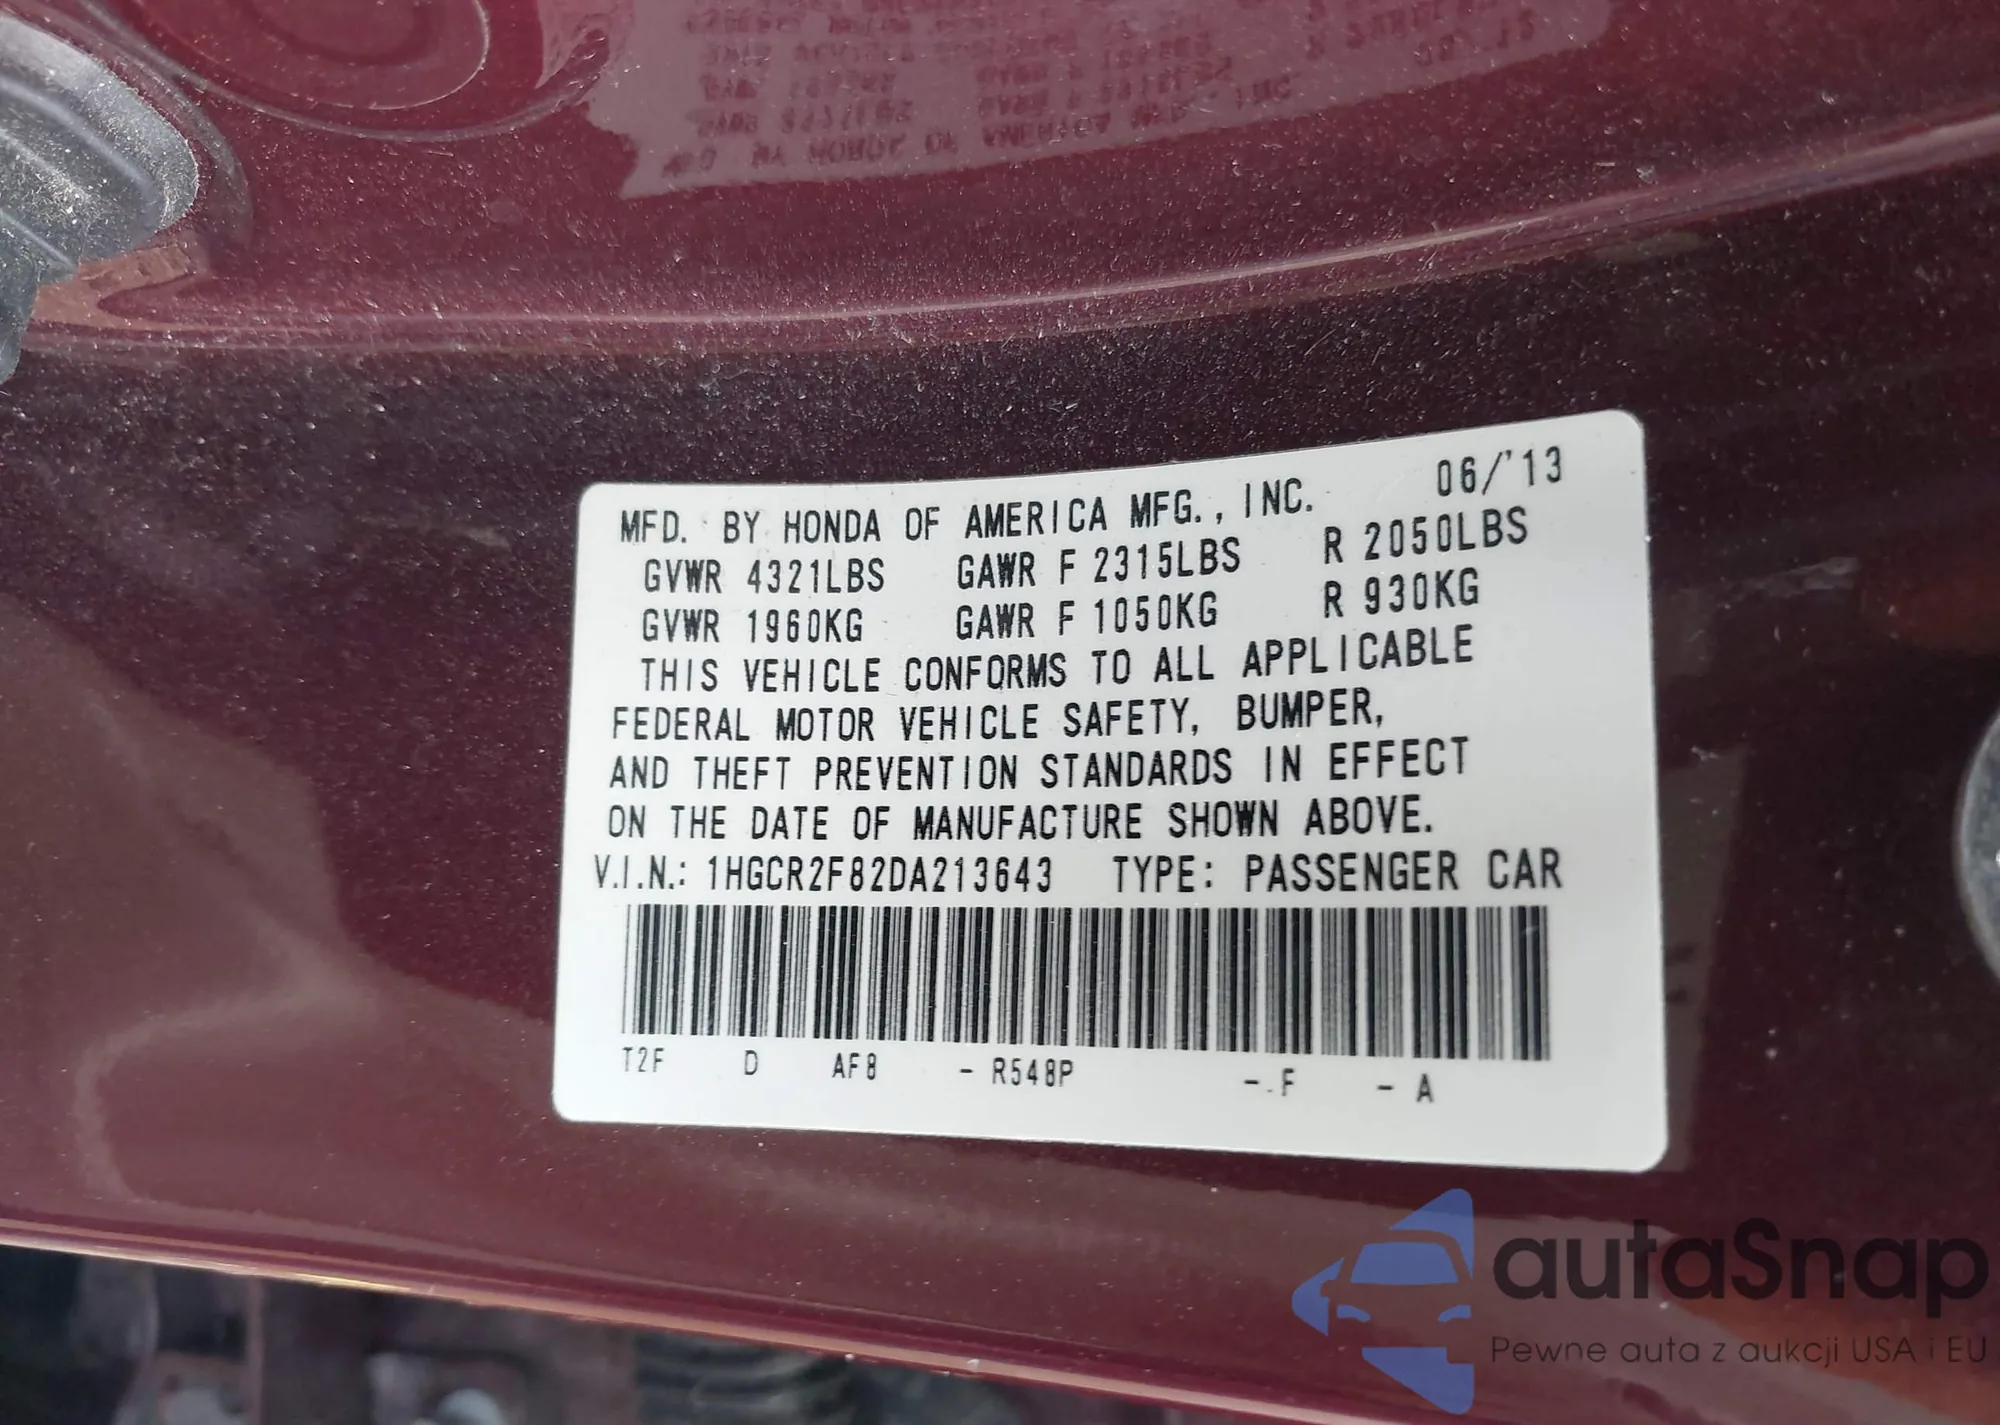 MFD. BY HONDA OF AMERICA MFG., INC. 06/'13
GVWR 4321LBS GAWR F 2315LBS R 2050LBS
GVWR 1960KG GAWR F 1050KG R 930KG
THIS VEHICLE CONFORMS TO ALL APPLICABLE
FEDERAL MOTOR VEHICLE SAFETY, BUMPER,
AND THEFT PREVENTION STANDARDS IN EFFECT
ON THE DATE OF MANUFACTURE SHOWN ABOVE.
V.I.N.: 1HGCR2F82DA213643 TYPE: PASSENGER CAR
T2F D AF8 - R548P -.F - A
autaSnap
Pewne auta z aukcji USA i EU